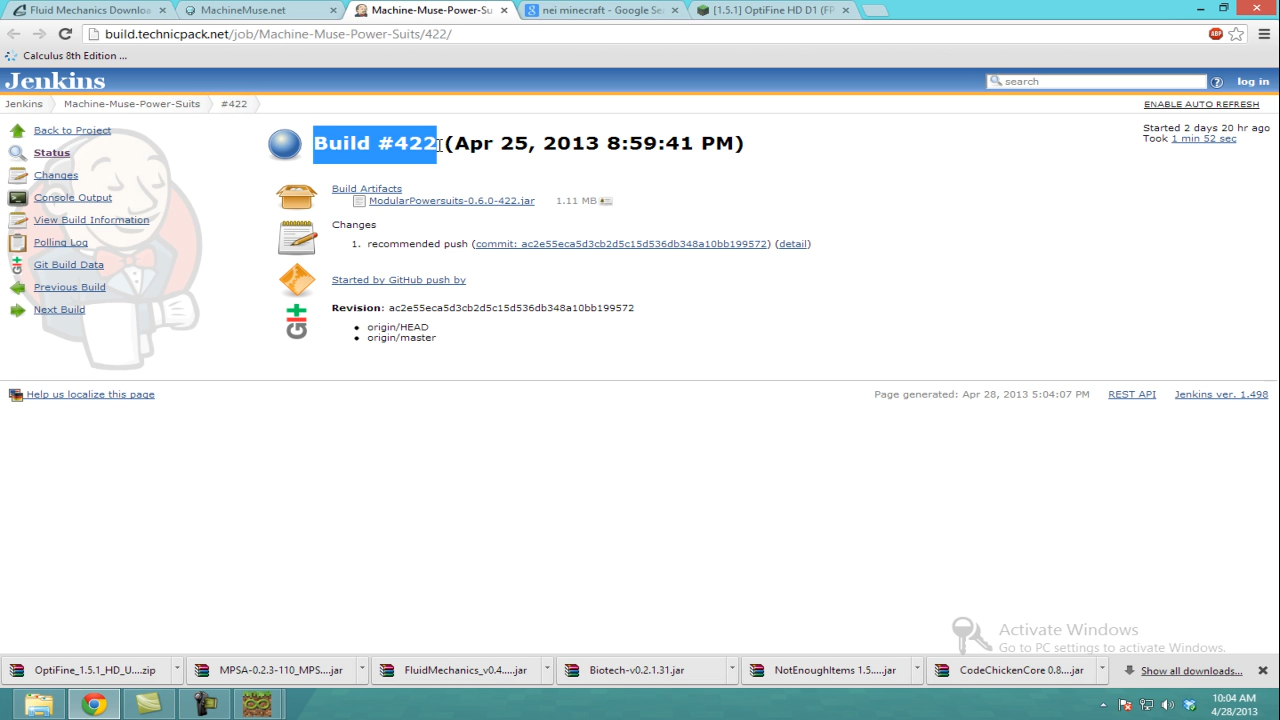 Fluid Mechanics Downloa
MachineMuse.net
Machine-Muse-Power-Su
nei minecraft - Google Se
[1.5.1] OptiFine HD D1 (FP
build.technicpack.net/job/Machine-Muse-Power-Suits/422/
ABP
Calculus 8th Edition ...
Jenkins
search
log in
Jenkins
Machine-Muse-Power-Suits
#422
ENABLE AUTO REFRESH
Back to Project
Status
Changes
Console Output
View Build Information
Polling Log
Git Build Data
Previous Build
Next Build
Build #422 (Apr 25, 2013 8:59:41 PM)
Started 2 days 20 hr ago
Took 1 min 52 sec
Build Artifacts
ModularPowersuits-0.6.0-422.jar 1.11 MB
Changes
1. recommended push (commit: ac2e55eca5d3cb2d5c15d536db348a10bb199572) (detail)
Started by GitHub push by
Revision: ac2e55eca5d3cb2d5c15d536db348a10bb199572
origin/HEAD
origin/master
Help us localize this page
Page generated: Apr 28, 2013 5:04:07 PM
REST API
Jenkins ver. 1.498
Activate Windows
Go to PC settings to activate Windows.
OptiFine_1.5.1_HD_U....zip
MPSA-0.2.3-110_MPS....jar
FluidMechanics_v0.4....jar
Biotech-v0.2.1.31.jar
NotEnoughItems 1.5....jar
CodeChickenCore 0.8....jar
Show all downloads...
10:04 AM
4/28/2013